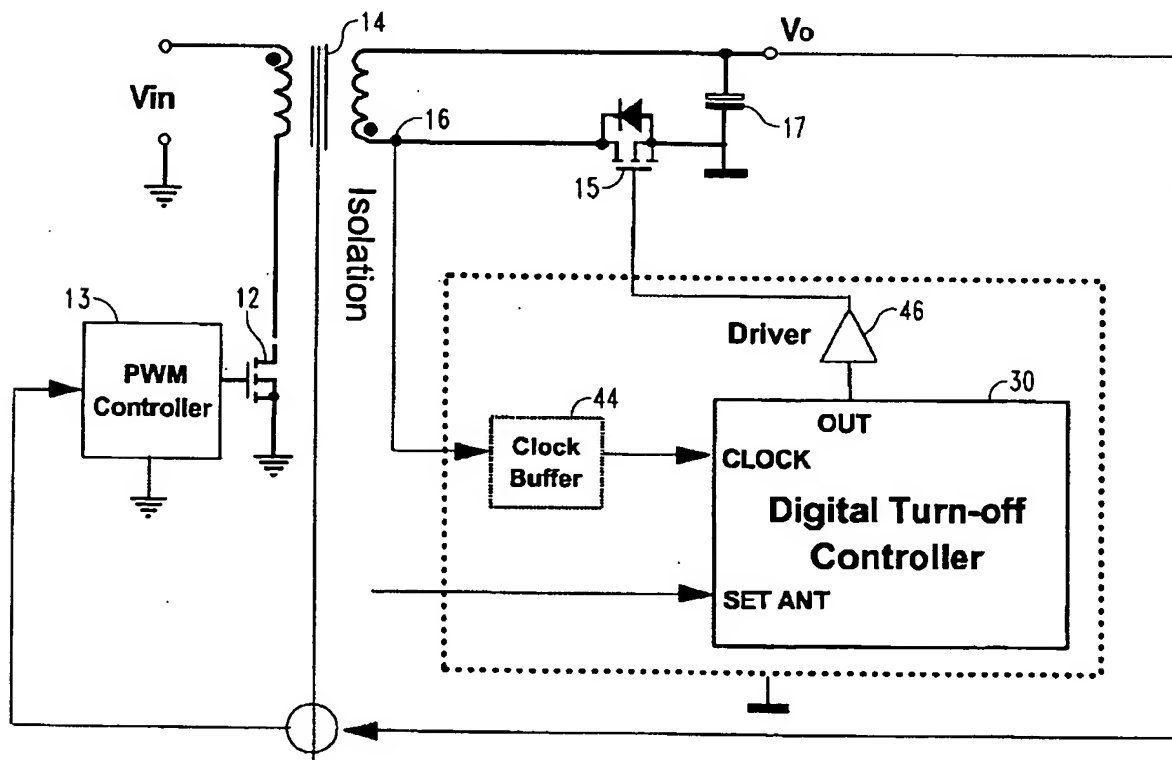 14
Vo
Vin
16
17
15
Isolation
13
12
PWM
Controller
Driver
46
44
30
Clock
Buffer
OUT
CLOCK
Digital Turn-off
Controller
SET ANT